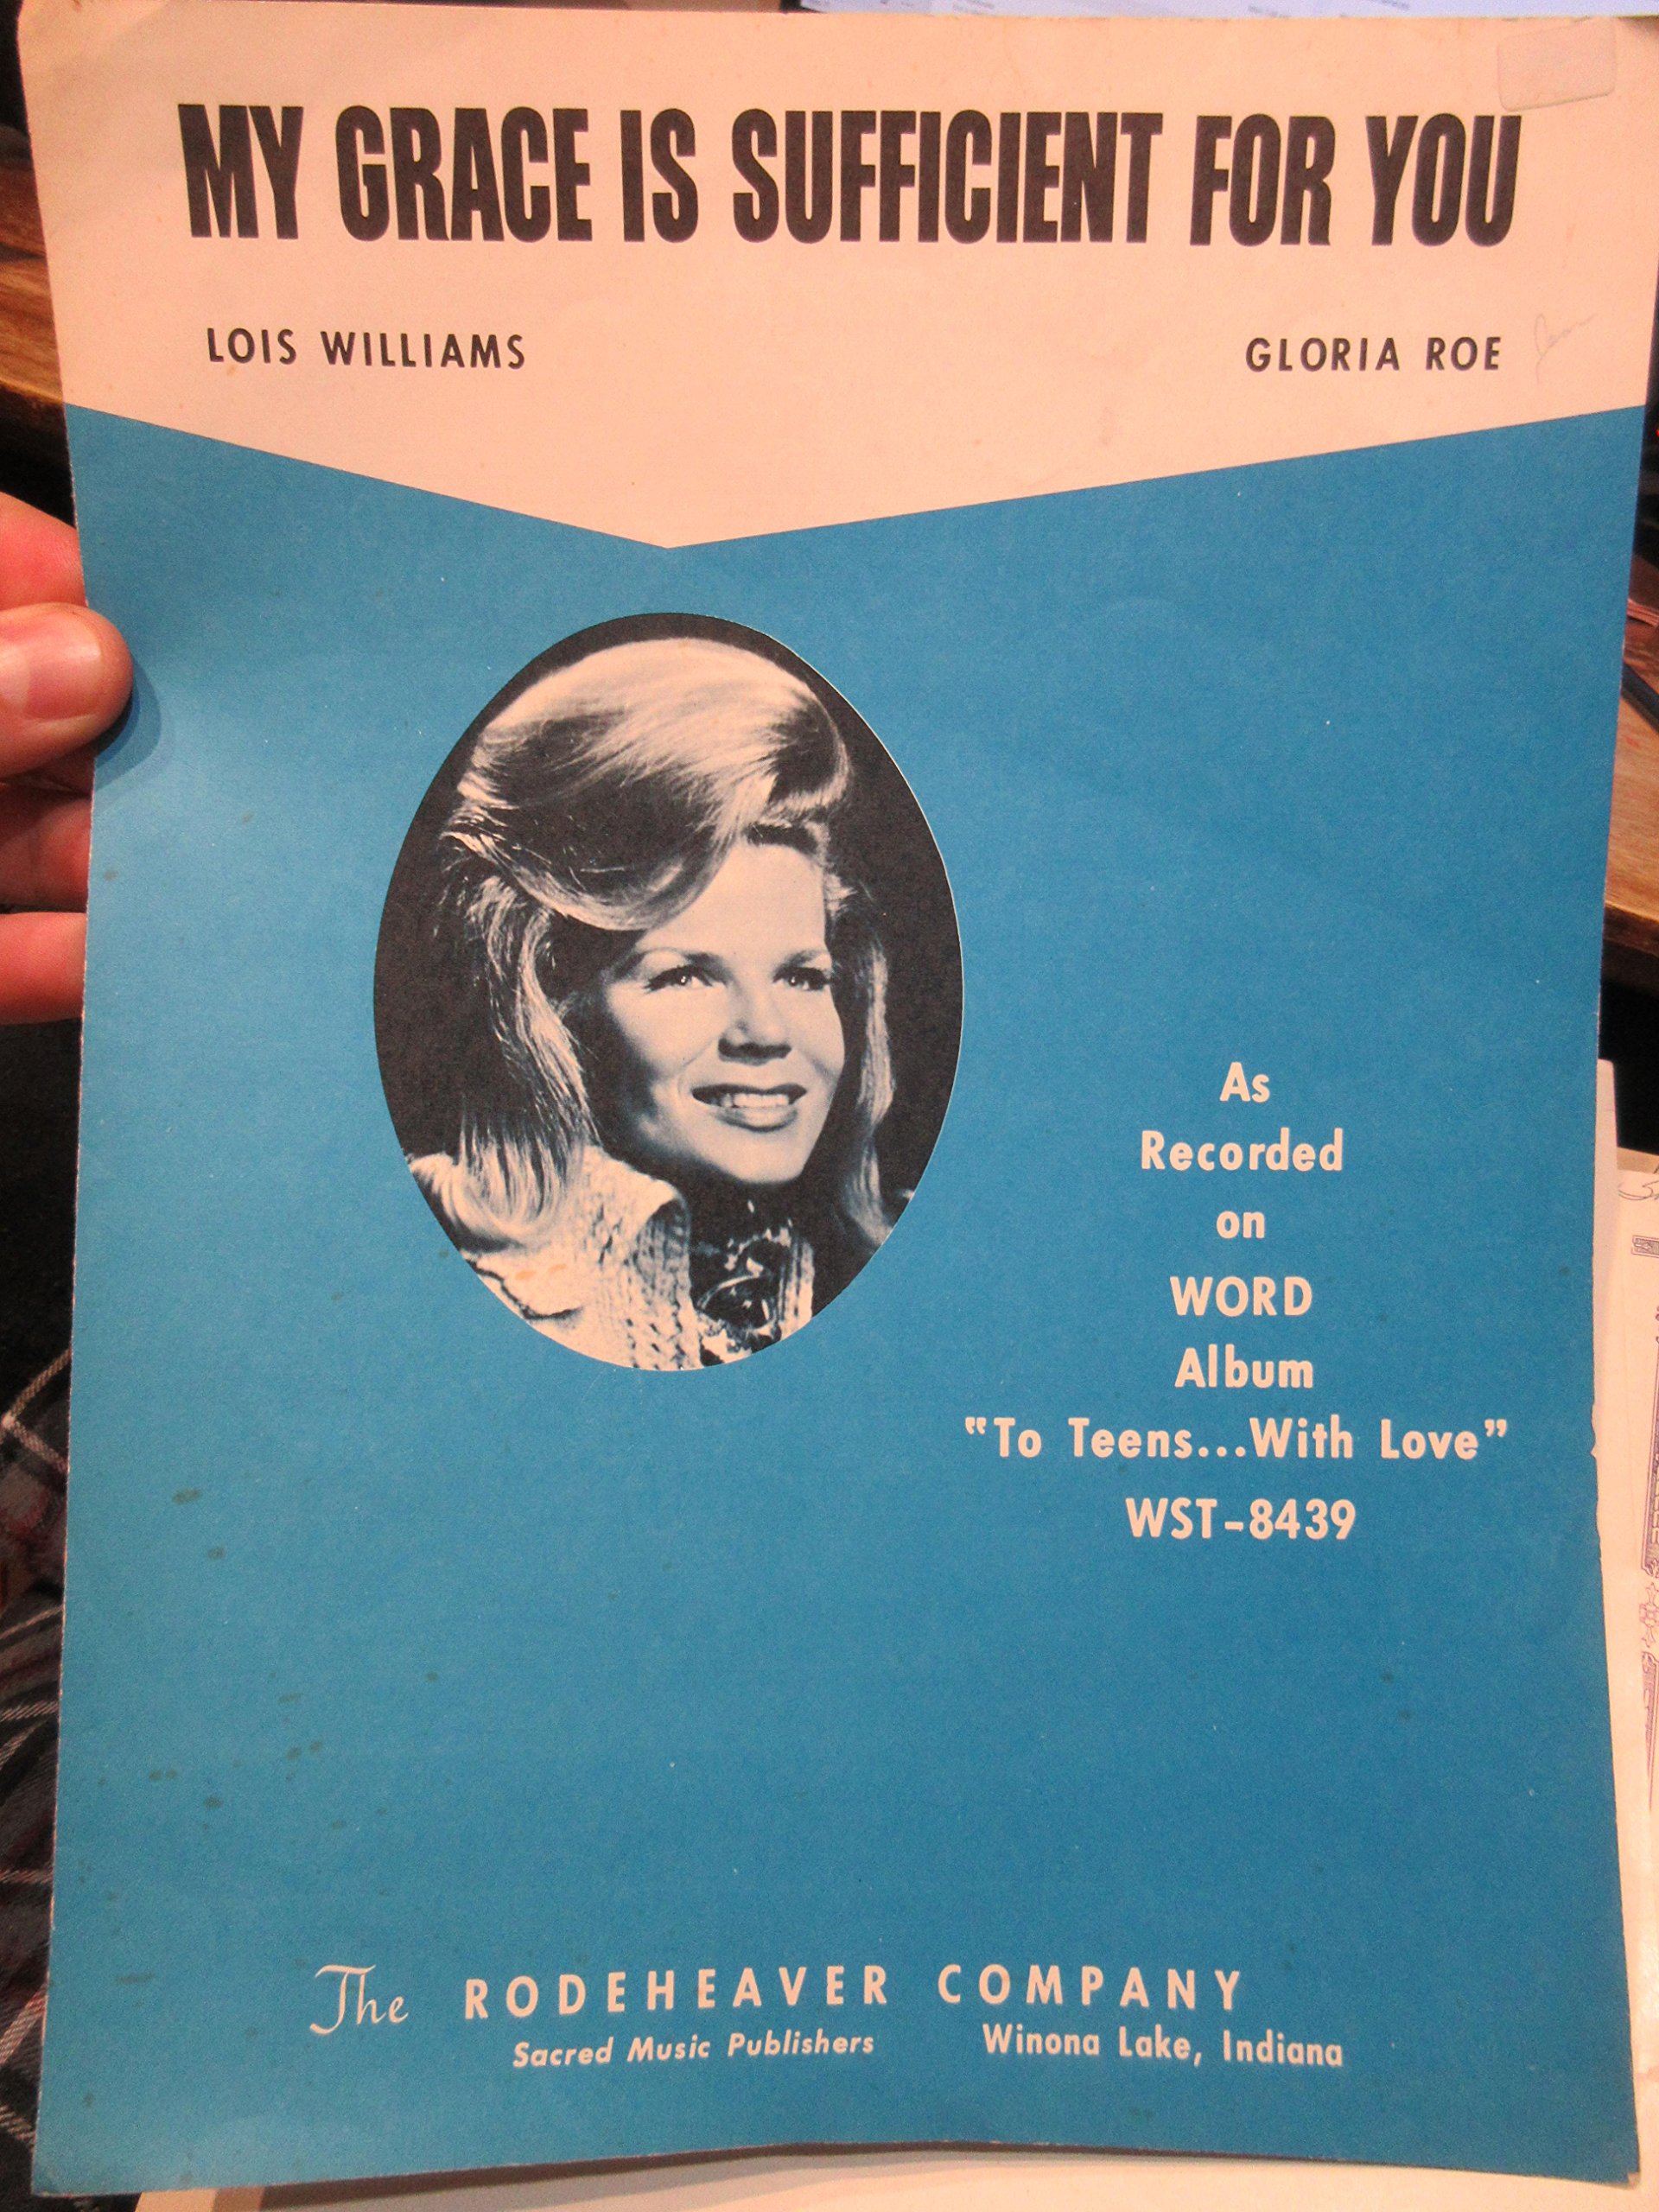 MY GRACE IS SUFFICIENT FOR YOU
LOIS WILLIAMS
GLORIA ROE
As
Recorded
on
WORD
Album
"To Teens...With Love"
WST-8439
The RODEHEAVER COMPANY
Sacred Music Publishers
Winona Lake, Indiana